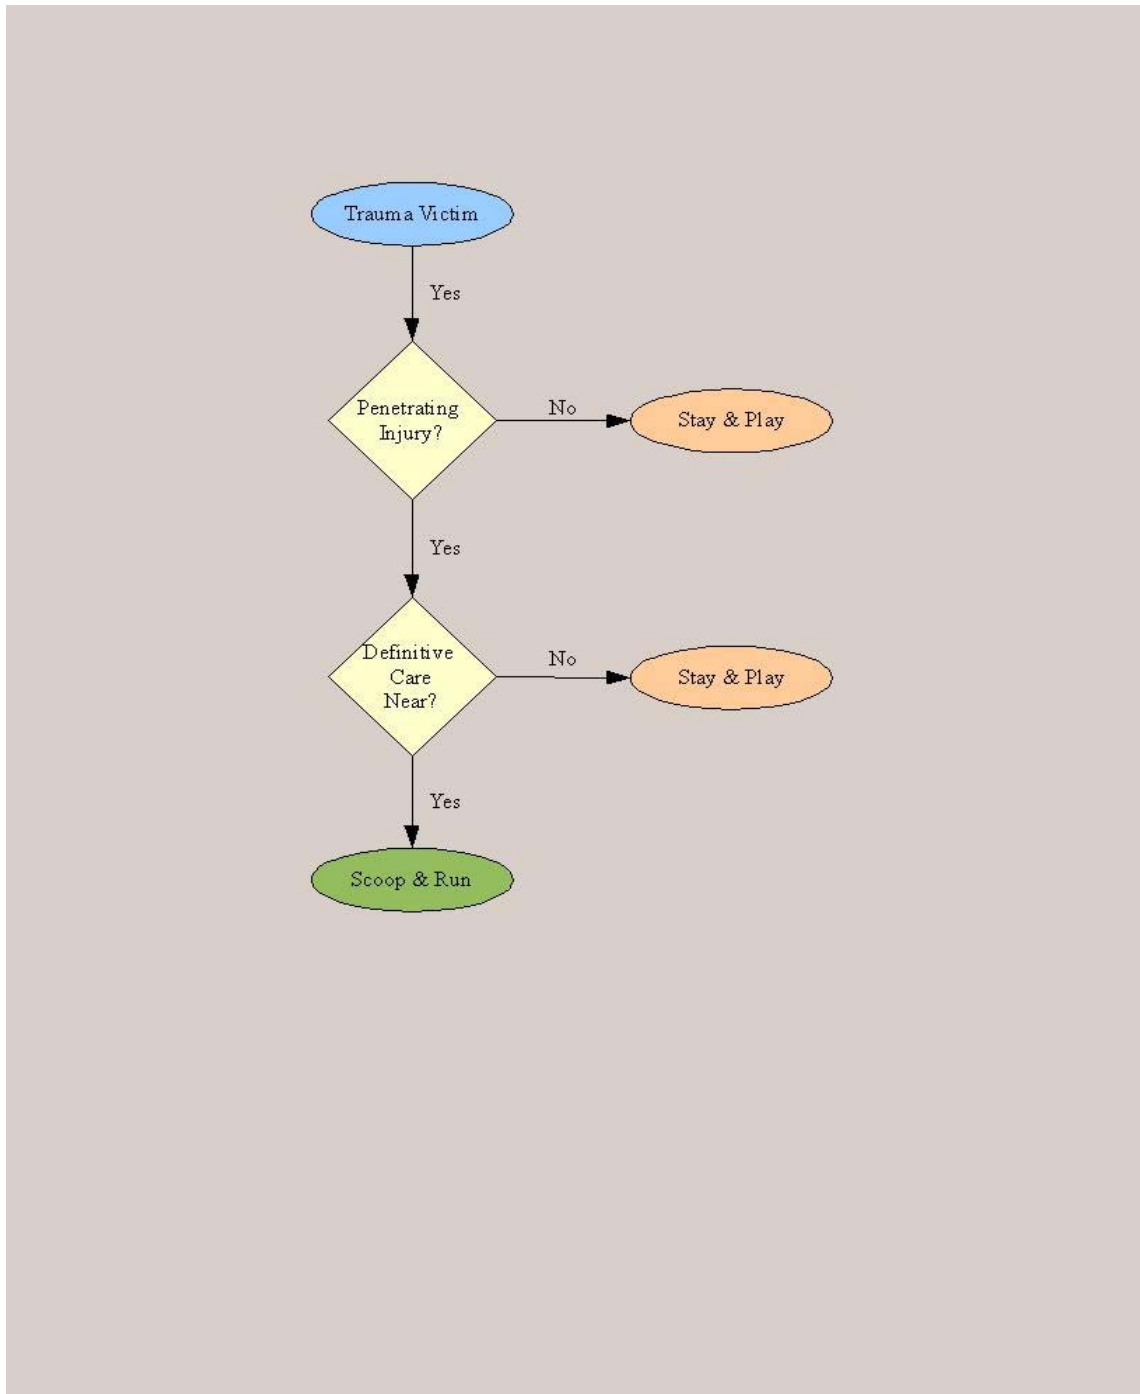 Trauma Victim
Yes
Penetrating
Injury?
No
Stay & Play
Yes
Definitive
Care
Near?
No
Stay & Play
Yes
Scoop & Run